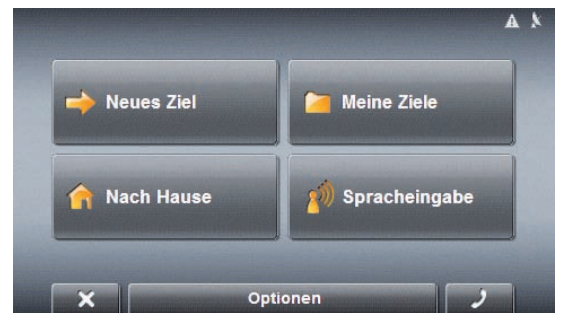 Neues Ziel
Meine Ziele
Nach Hause
Spracheingabe
Optionen